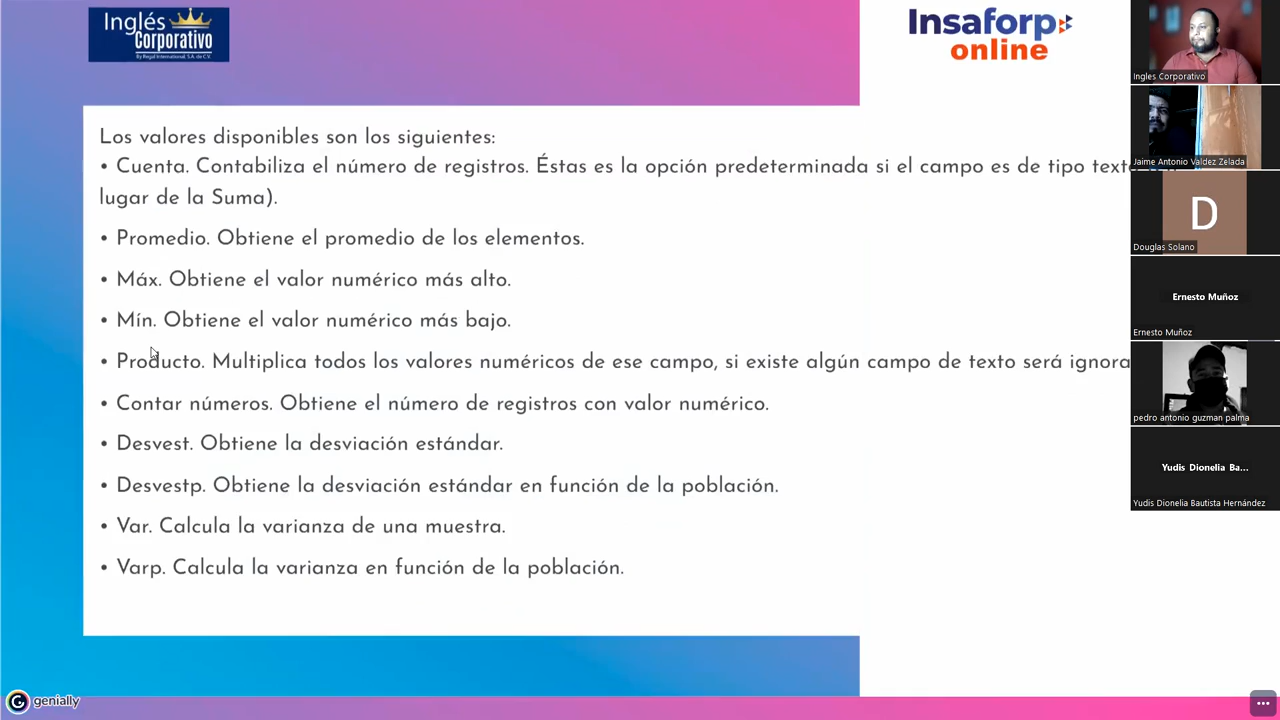 Inglés
Corporativo
By Regal International, S.A. de C.V.
Insaforp
online
Los valores disponibles son los siguientes:
• Cuenta. Contabiliza el número de registros. Éstas es la opción predeterminada si el campo es de tipo texto
lugar de la Suma).
• Promedio. Obtiene el promedio de los elementos.
• Máx. Obtiene el valor numérico más alto.
• Mín. Obtiene el valor numérico más bajo.
• Producto. Multiplica todos los valores numéricos de ese campo, si existe algún campo de texto será ignora
• Contar números. Obtiene el número de registros con valor numérico.
• Desvest. Obtiene la desviación estándar.
• Desvestp. Obtiene la desviación estándar en función de la población.
• Var. Calcula la varianza de una muestra.
• Varp. Calcula la varianza en función de la población.
genially
Ingles Corporativo
Jaime Antonio Valdez Zelada
D
Douglas Solano
Ernesto Muñoz
Ernesto Muñoz
pedro antonio guzman palma
Yudis Dionelia Ba...
Yudis Dionelia Bautista Hernández